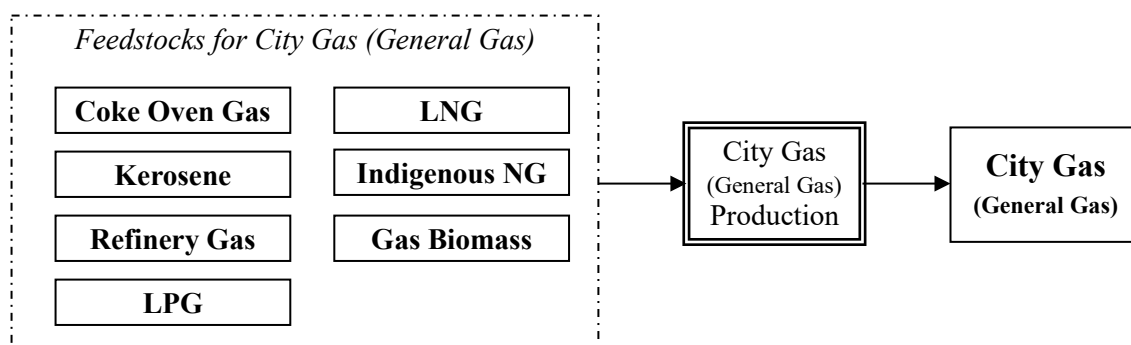 Feedstocks for City Gas (General Gas)
Coke Oven Gas
Kerosene
Refinery Gas
LPG
LNG
Indigenous NG
Gas Biomass
City Gas
(General Gas)
Production
City Gas
(General Gas)